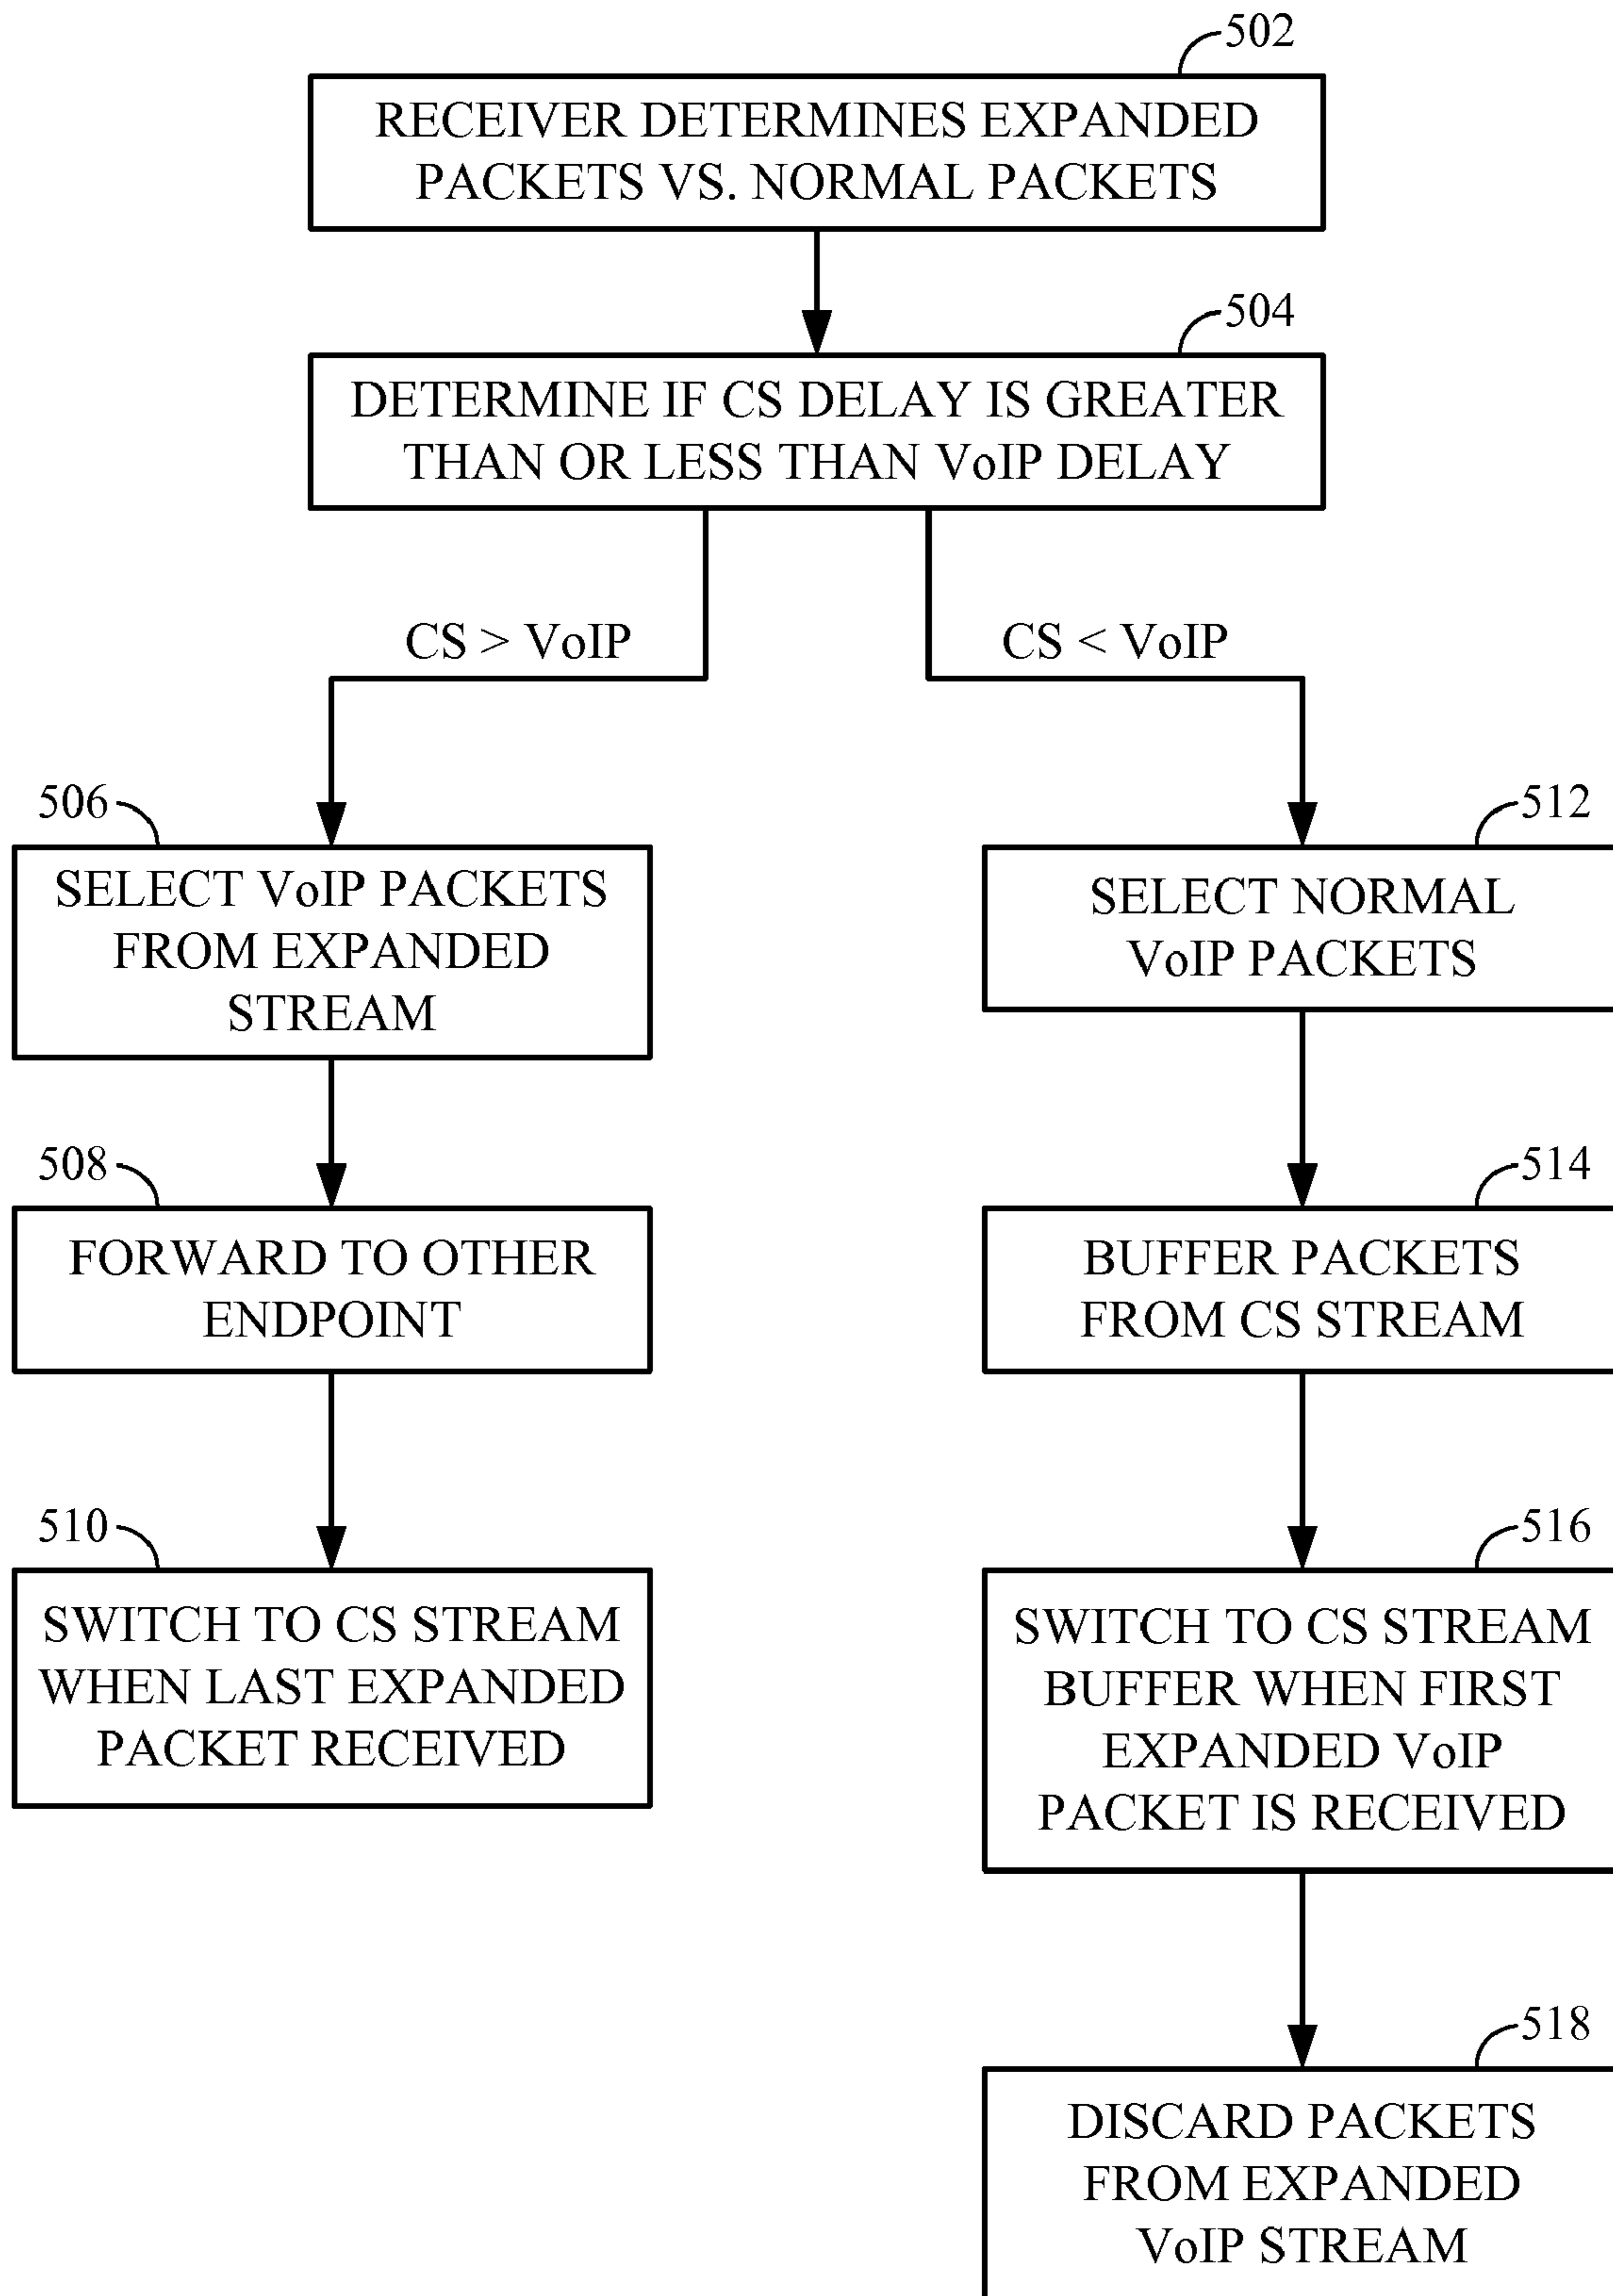 502
RECEIVER DETERMINES EXPANDED
PACKETS VS. NORMAL PACKETS
504
DETERMINE IF CS DELAY IS GREATER
THAN OR LESS THAN VoIP DELAY
CS > VoIP
CS < VoIP
506
SELECT VoIP PACKETS
FROM EXPANDED
STREAM
508
FORWARD TO OTHER
ENDPOINT
510
SWITCH TO CS STREAM
WHEN LAST EXPANDED
PACKET RECEIVED
512
SELECT NORMAL
VoIP PACKETS
514
BUFFER PACKETS
FROM CS STREAM
516
SWITCH TO CS STREAM
BUFFER WHEN FIRST
EXPANDED VoIP
PACKET IS RECEIVED
518
DISCARD PACKETS
FROM EXPANDED
VoIP STREAM